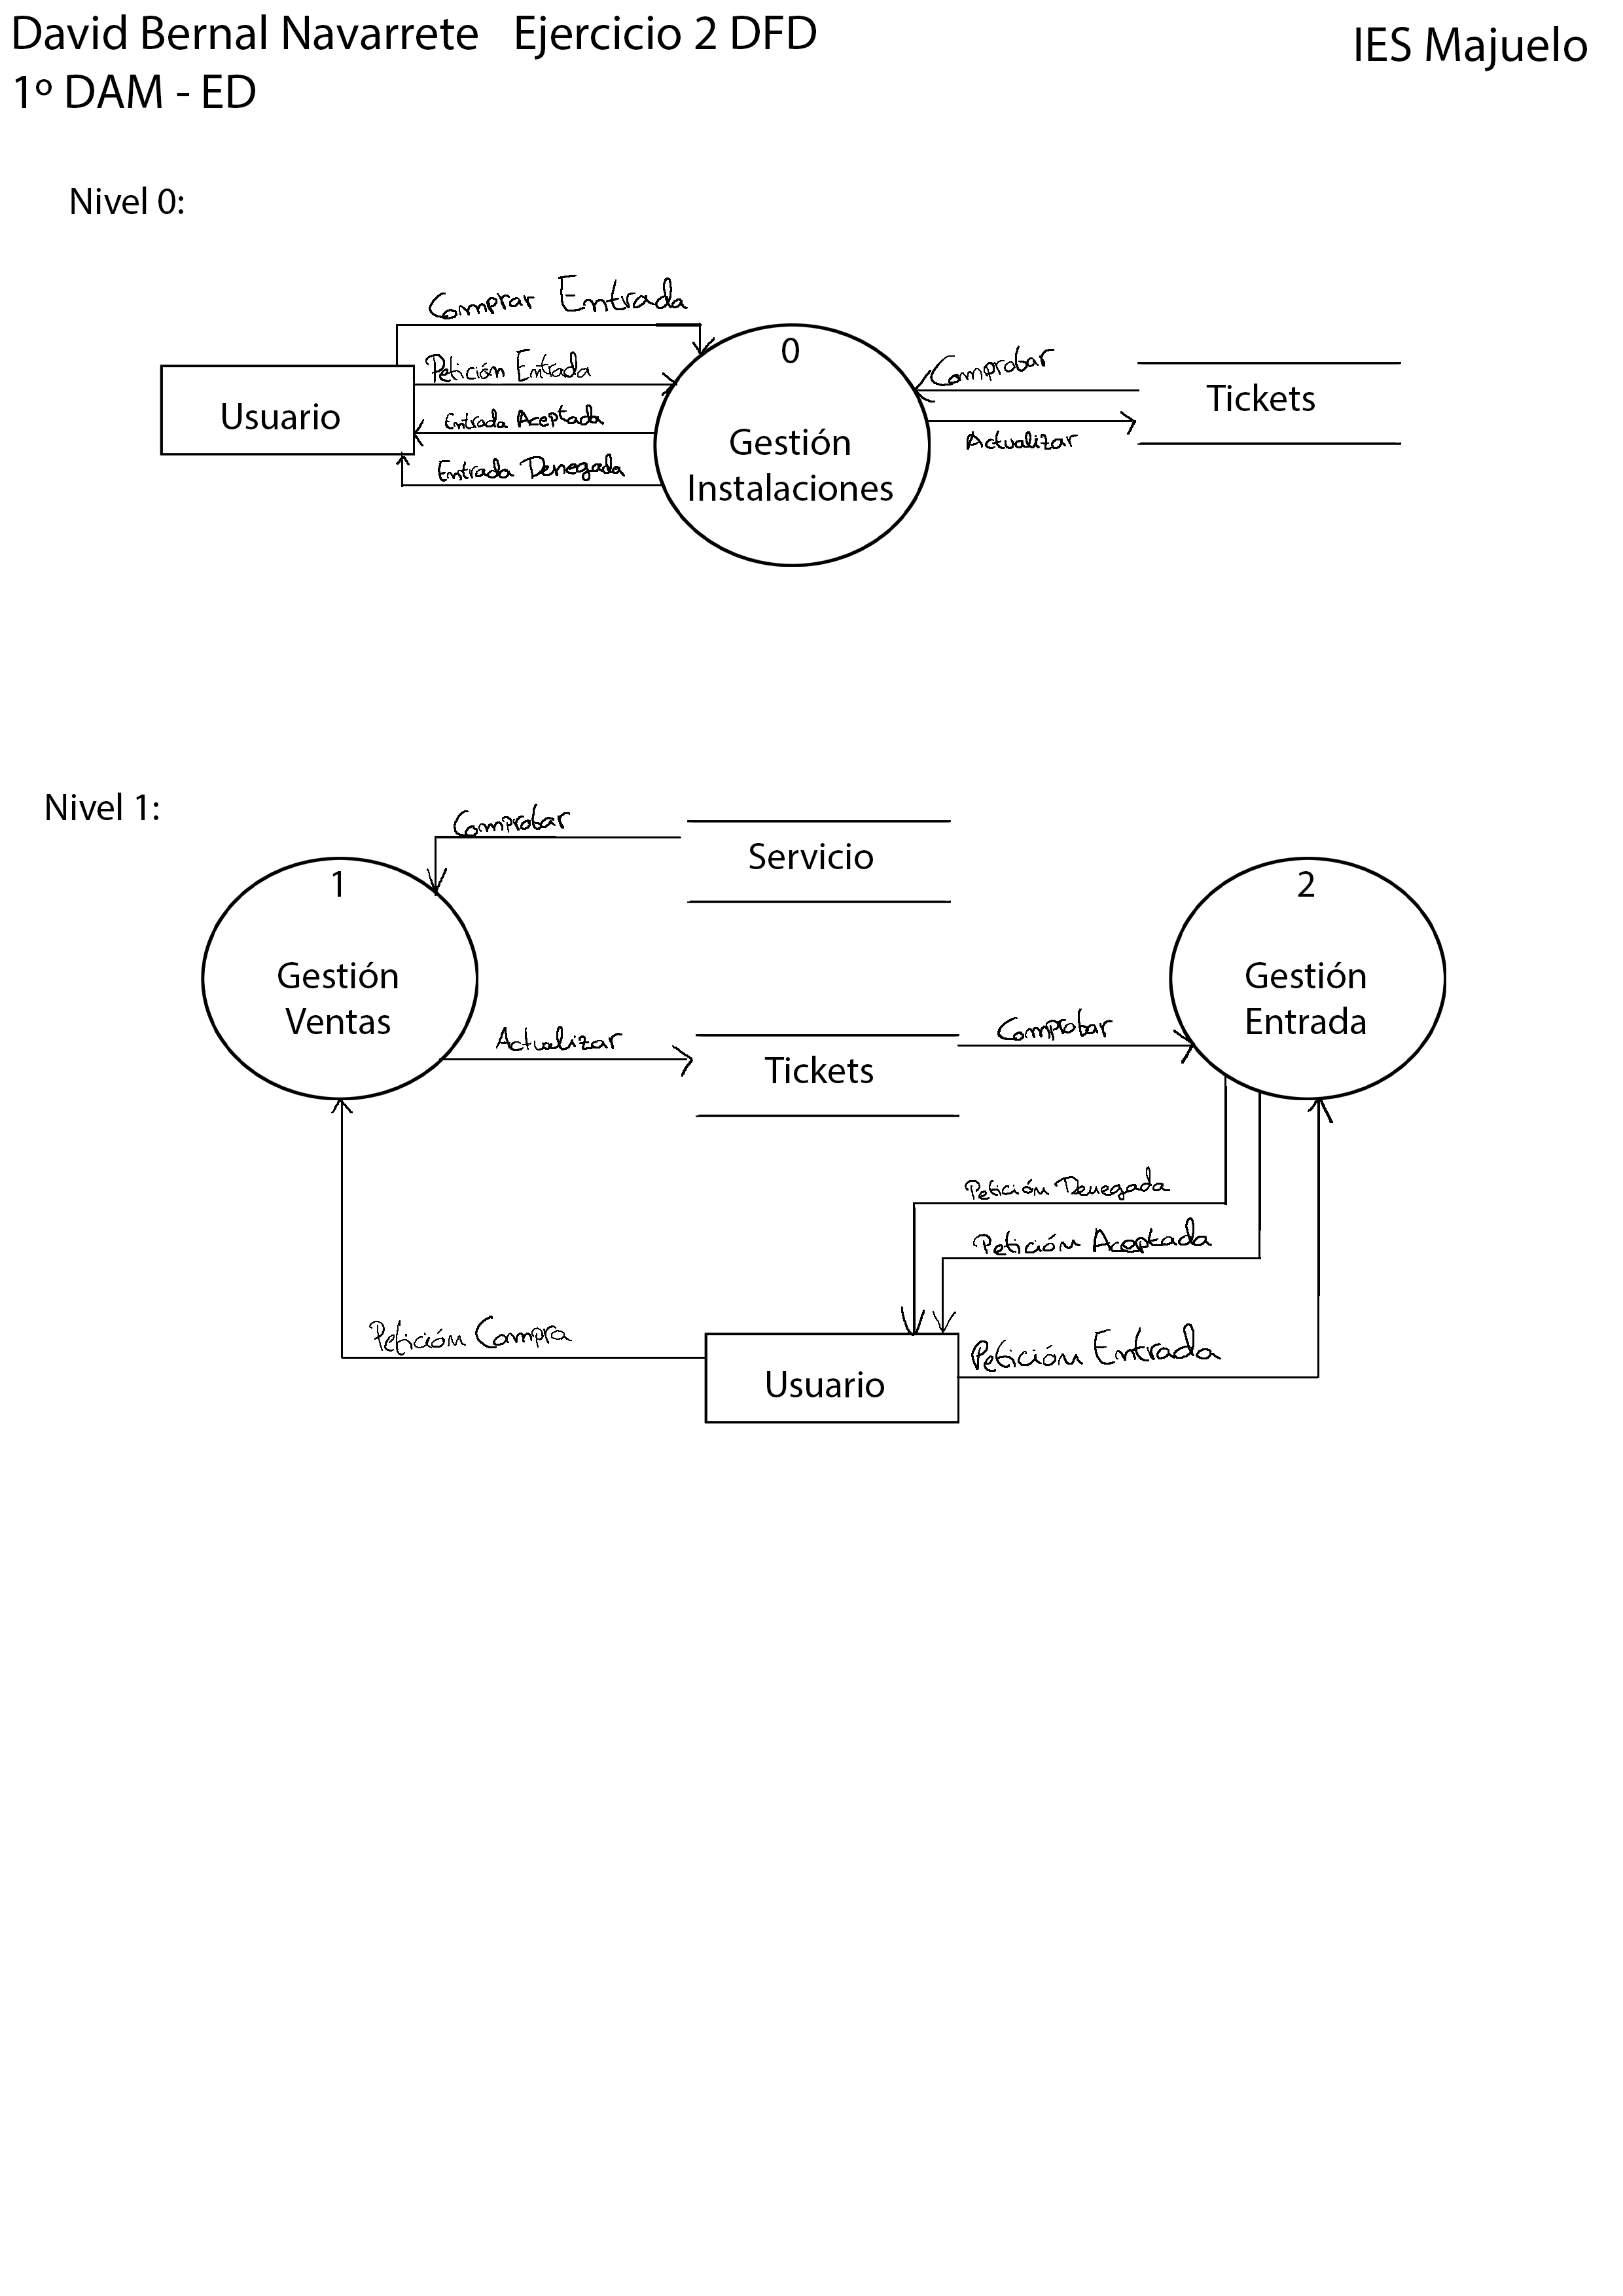 David Bernal Navarrete Ejercicio 2 DFD
IES Majuelo
1º DAM - ED
Nivel 0:
Comprar Entrada
Petición Entrada
Entrada Aceptada
Entrada Denegada
Usuario
0
Gestión
Instalaciones
Comprobar
Actualizar
Tickets
Nivel 1:
Comprobar
Servicio
1
Gestión
Ventas
2
Gestión
Entrada
Actualizar
Tickets
Comprobar
Petición Denegada
Petición Aceptada
Petición Compra
Usuario
Petición Entrada